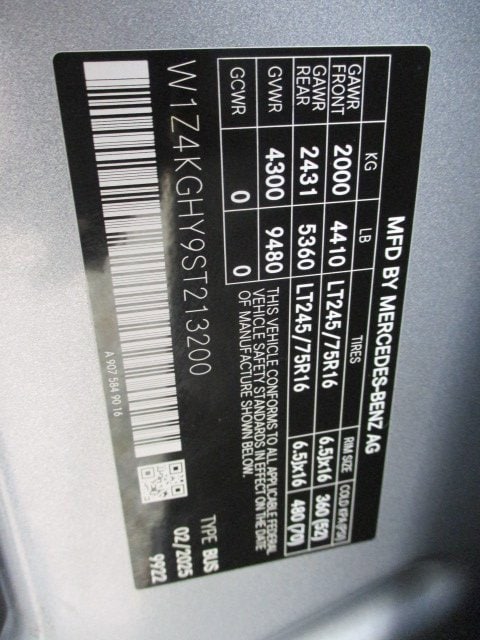 MFD BY MERCEDES-BENZ AG
KG LB TIRES RIM SIZE COLD KPA(PSI)
GAWR FRONT 2000 4410 LT245/75R16 6.5Jx16 360 (52)
GAWR REAR 2431 5360 LT245/75R16 6.5Jx16 480 (70)
GVWR 4300 9480
GCWR 0 0
THIS VEHICLE CONFORMS TO ALL APPLICABLE FEDERAL
VEHICLE SAFETY STANDARDS IN EFFECT ON THE DATE
OF MANUFACTURE SHOWN BELOW.
W1Z4KGHY9ST213200
TYPE BUS
02/2025
9922
A 907 584 90 16